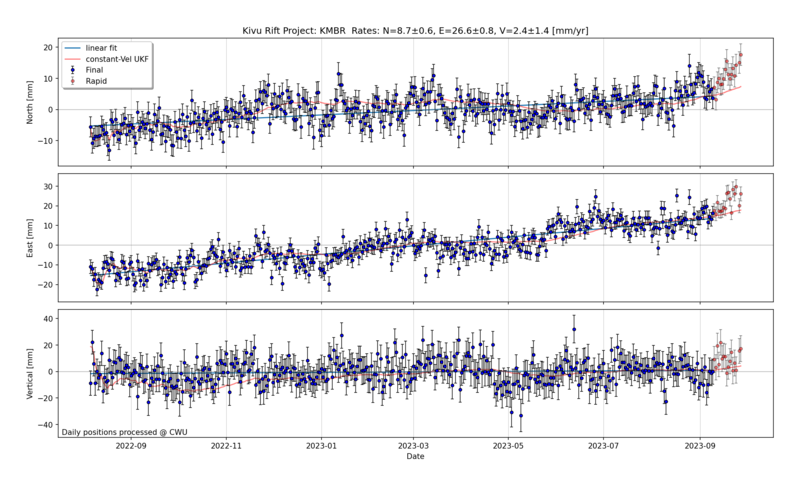 Kivu Rift Project: KMBR  Rates: N=8.7±0.6, E=26.6±0.8, V=2.4±1.4 [mm/yr]
linear fit
constant-Vel UKF
Final
Rapid
North [mm]
20
10
0
−10
East [mm]
30
20
10
0
−10
−20
Vertical [mm]
40
20
0
−20
−40
Daily positions processed @ CWU
2022-09
2022-11
2023-01
2023-03
2023-05
2023-07
2023-09
Date